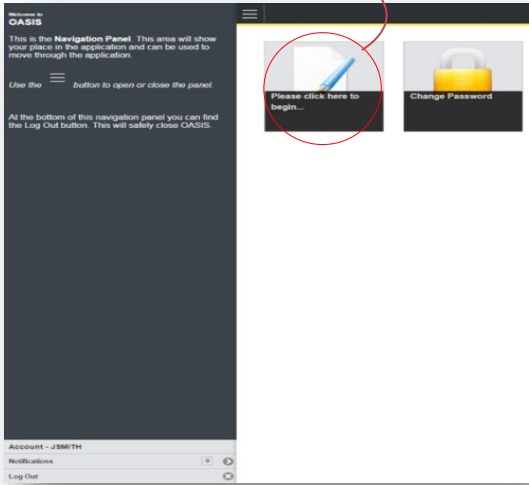 Welcome to
OASIS
This is the Navigation Panel. This area will show
your place in the application and can be used to
move through the application.
Use the button to open or close the panel.
At the bottom of this navigation panel you can find
the Log Out button. This will safely close OASIS.
Please click here to
begin...
Change Password
Account - JSMITH
Notifications 0
Log Out